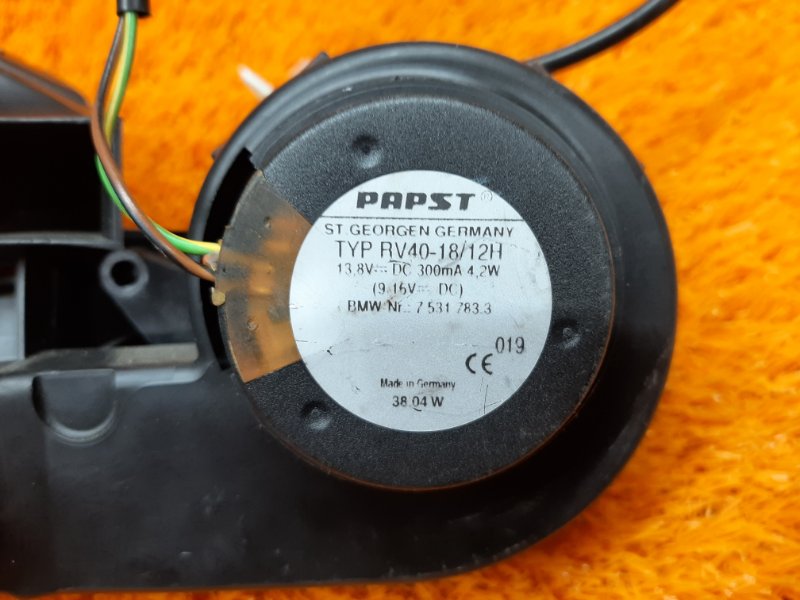 PAPST®
ST. GEORGEN GERMANY
TYP RV40-18/12H
13,8V⎓ DC 300mA 4,2W
(9-15V⎓ DC)
BMW Nr.: 7 531 783.3
019
CE
Made in Germany
38.04 W